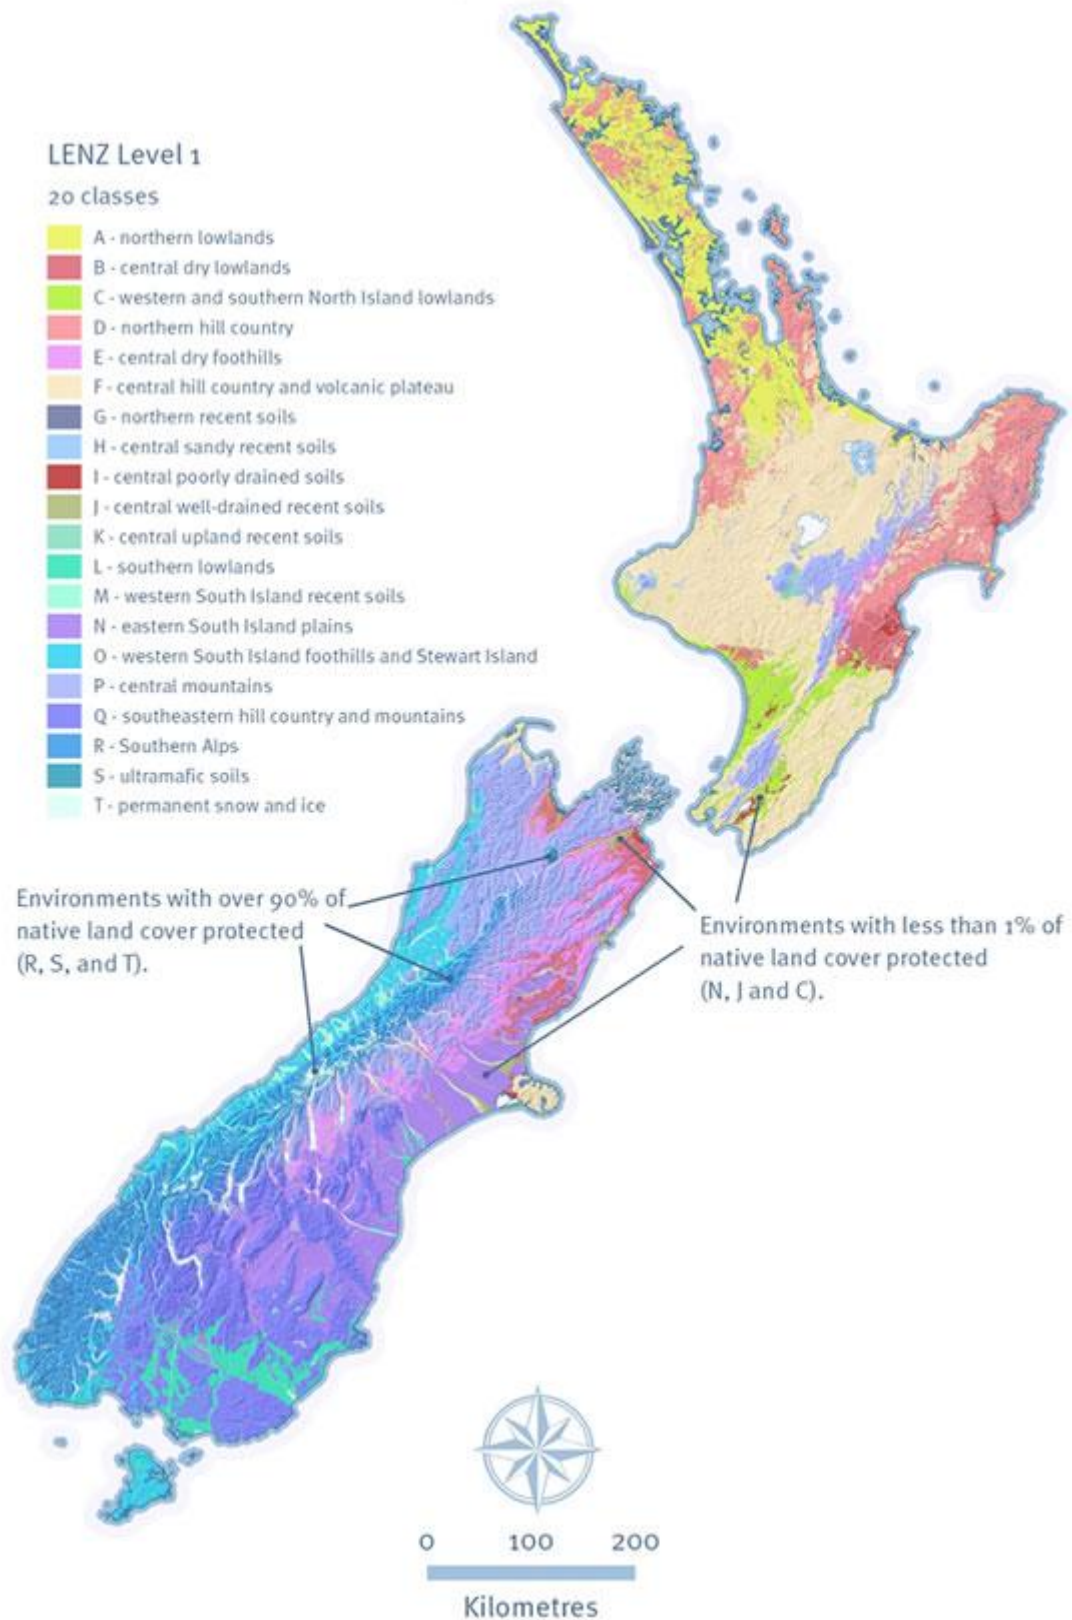 LENZ Level 1
20 classes
A - northern lowlands
B - central dry lowlands
C - western and southern North Island lowlands
D - northern hill country
E - central dry foothills
F - central hill country and volcanic plateau
G - northern recent soils
H - central sandy recent soils
I - central poorly drained soils
J - central well-drained recent soils
K - central upland recent soils
L - southern lowlands
M - western South Island recent soils
N - eastern South Island plains
O - western South Island foothills and Stewart Island
P - central mountains
Q - southeastern hill country and mountains
R - Southern Alps
S - ultramafic soils
T - permanent snow and ice
Environments with over 90% of
native land cover protected
(R, S, and T).
Environments with less than 1% of
native land cover protected
(N, J and C).
0 100 200
Kilometres